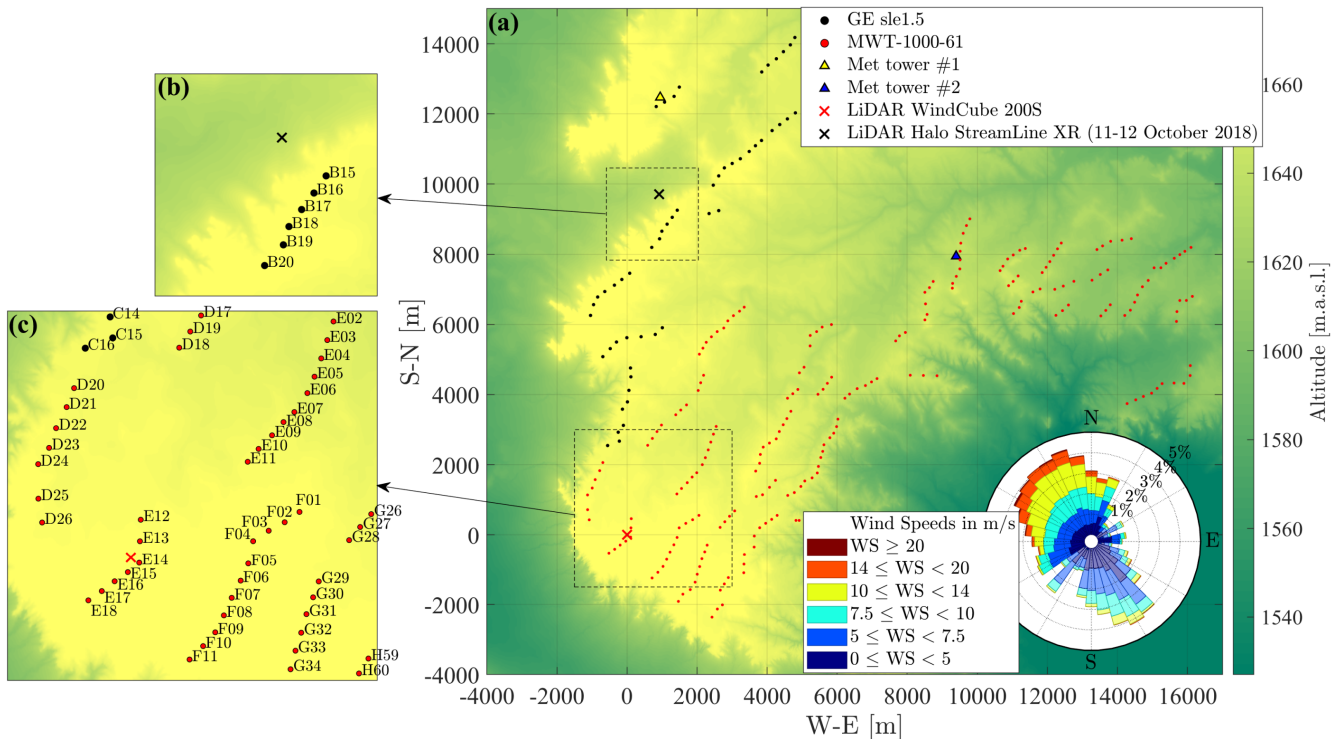 (a)
GE sle1.5
MWT-1000-61
Met tower #1
Met tower #2
LiDAR WindCube 200S
LiDAR Halo StreamLine XR (11-12 October 2018)
14000
12000
10000
8000
6000
4000
2000
0
-2000
-4000
S-N [m]
-4000 -2000 0 2000 4000 6000 8000 10000 12000 14000 16000
W-E [m]
1660
1640
1620
1600
1580
1560
1540
Altitude [m.a.s.l.]
N
E
S
5%
4%
3%
2%
1%
Wind Speeds in m/s
WS ≥ 20
14 ≤ WS < 20
10 ≤ WS < 14
7.5 ≤ WS < 10
5 ≤ WS < 7.5
0 ≤ WS < 5
(b)
B15
B16
B17
B18
B19
B20
(c)
C14
C15
C16
D17
D19
D18
E02
E03
E04
E05
E06
E07
E08
E09
E10
E11
D20
D21
D22
D23
D24
D25
D26
E12
E13
E14
E15
E16
E17
E18
F01
F02
F03
F04
F05
F06
F07
F08
F09
F10
F11
G26
G27
G28
G29
G30
G31
G32
G33
G34
H59
H60